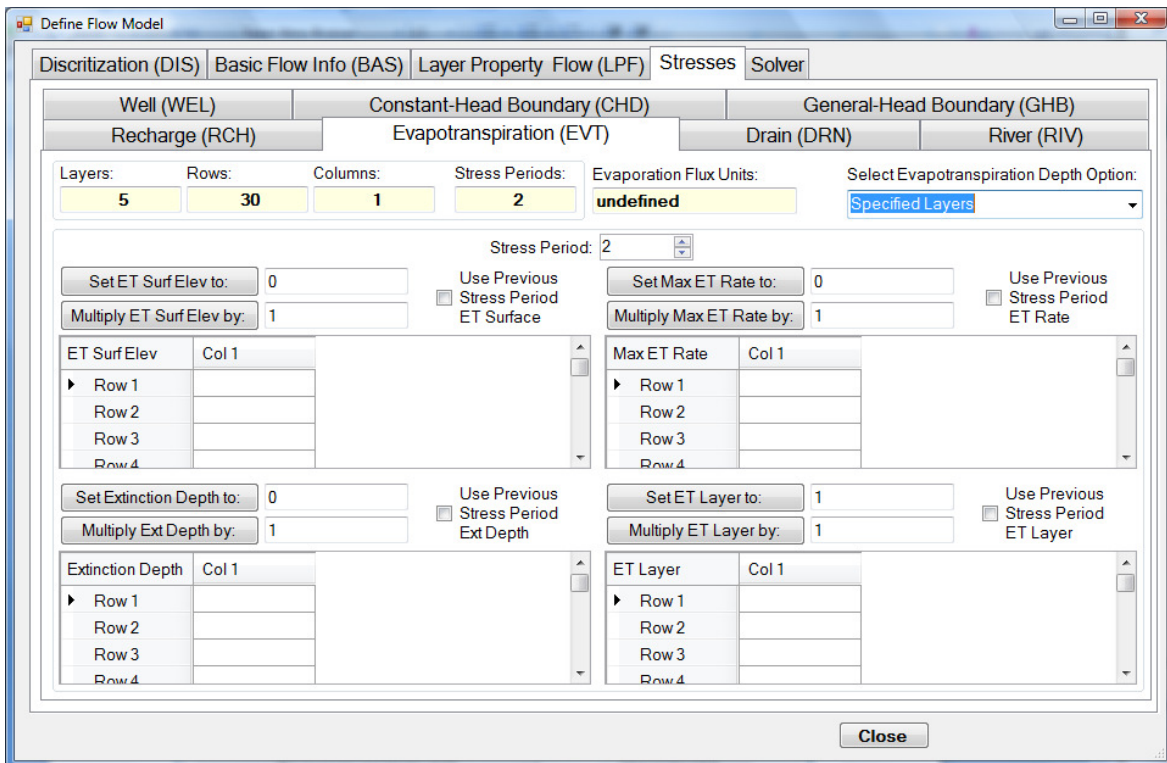 Define Flow Model
Discritization (DIS) Basic Flow Info (BAS) Layer Property Flow (LPF) Stresses Solver
Well (WEL) Constant-Head Boundary (CHD) General-Head Boundary (GHB)
Recharge (RCH) Evapotranspiration (EVT) Drain (DRN) River (RIV)
Layers: Rows: Columns: Stress Periods: Evaporation Flux Units: Select Evapotranspiration Depth Option:
5 30 1 2 undefined Specified Layers
Stress Period: 2
Set ET Surf Elev to: 0
Multiply ET Surf Elev by: 1
Use Previous
Stress Period
ET Surface
Set Max ET Rate to: 0
Multiply Max ET Rate by: 1
Use Previous
Stress Period
ET Rate
ET Surf Elev Col 1
Row 1
Row 2
Row 3
Row 4
Max ET Rate Col 1
Row 1
Row 2
Row 3
Row 4
Set Extinction Depth to: 0
Multiply Ext Depth by: 1
Use Previous
Stress Period
Ext Depth
Set ET Layer to: 1
Multiply ET Layer by: 1
Use Previous
Stress Period
ET Layer
Extinction Depth Col 1
Row 1
Row 2
Row 3
Row 4
ET Layer Col 1
Row 1
Row 2
Row 3
Row 4
Close